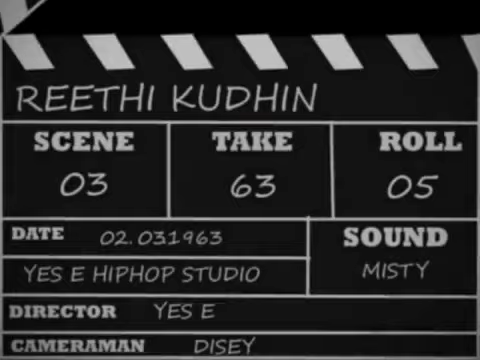 REETHI KUDHIN
SCENE TAKE ROLL
03 63 05
DATE 02.031963 SOUND
YES E HIPHOP STUDIO MISTY
DIRECTOR YES E
CAMERAMAN DISEY